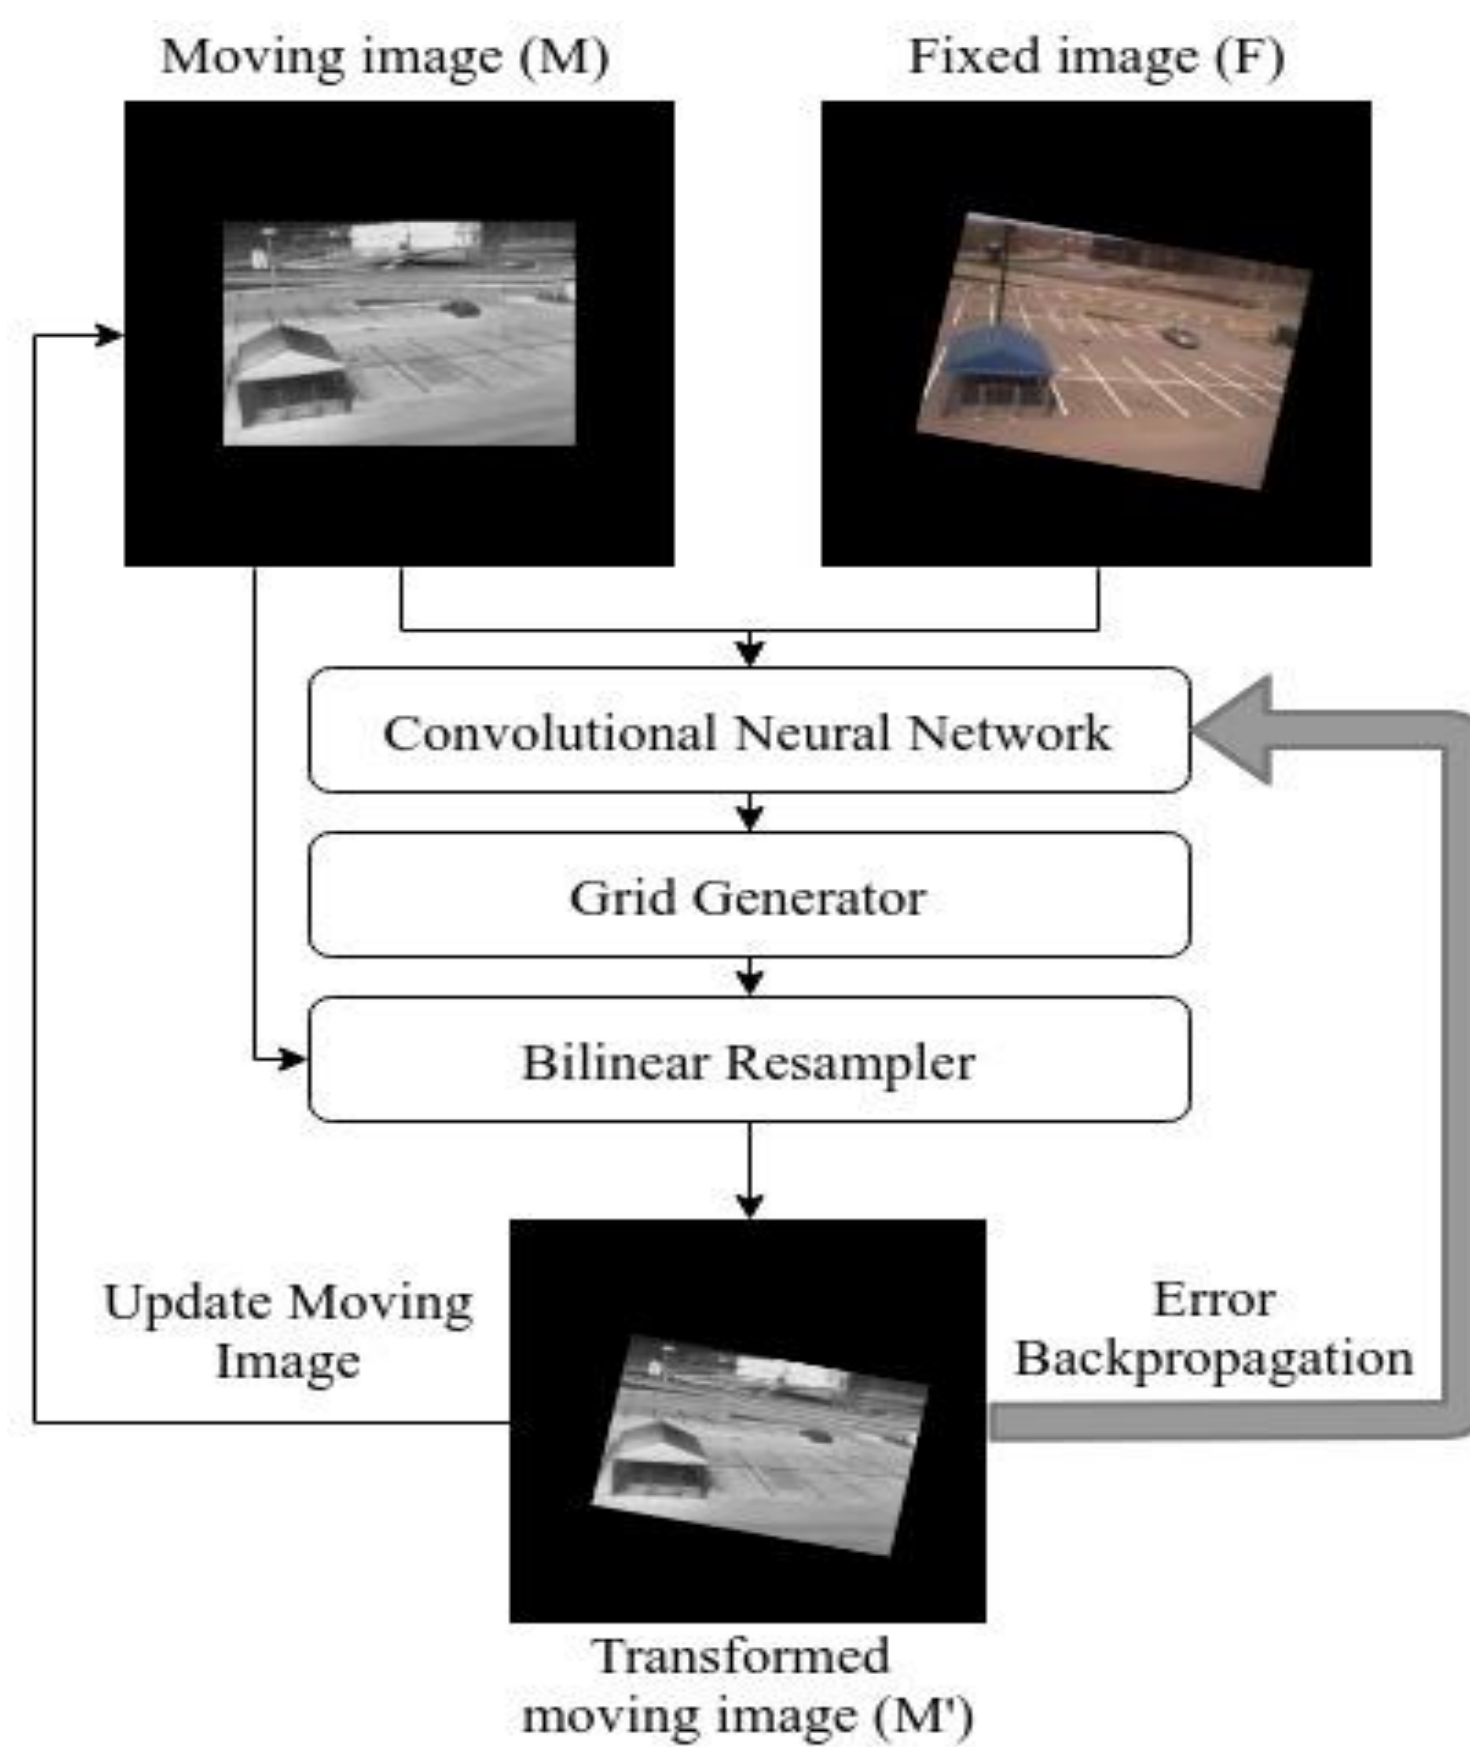 Moving image (M)
Fixed image (F)
Convolutional Neural Network
Grid Generator
Bilinear Resampler
Update Moving
Image
Error
Backpropagation
Transformed
moving image (M')